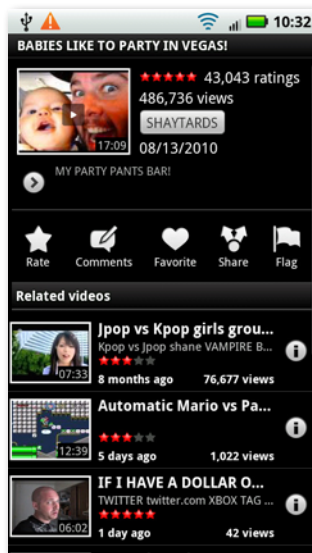 10:32
BABIES LIKE TO PARTY IN VEGAS!
43,043 ratings
486,736 views
SHAYTARDS
17:09
08/13/2010
MY PARTY PANTS BAR!
Rate Comments Favorite Share Flag
Related videos
Jpop vs Kpop girls grou...
Kpop vs Jpop shane VAMPIRE B...
07:33
8 months ago 76,677 views
Automatic Mario vs Pa...
12:39
5 days ago 1,022 views
IF I HAVE A DOLLAR O...
TWITTER twitter.com XBOX TAG ...
06:02
1 day ago 42 views